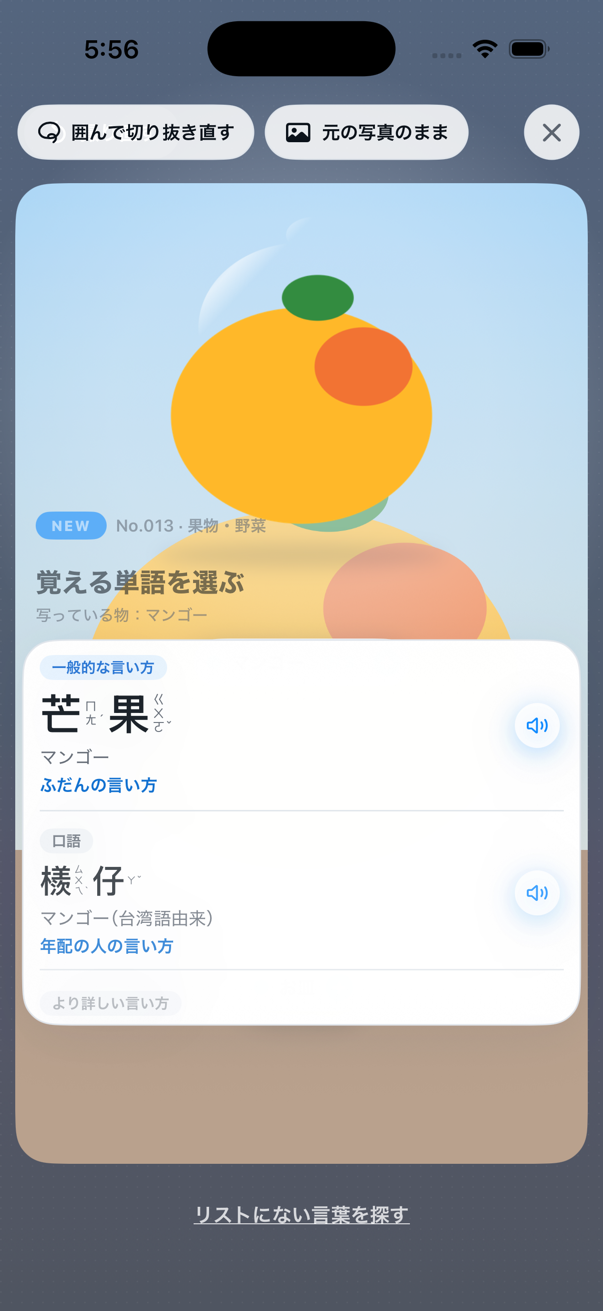 5:56
囲んで切り抜き直す
元の写真のまま
NEW No.013 · 果物・野菜
覚える単語を選ぶ
写っている物：マンゴー
一般的な言い方
芒ㄇㄤˊ果ㄍㄨㄛˇ
マンゴー
ふだんの言い方
口語
檨ㄙㄨㄞˋ仔ㄚˇ
マンゴー（台湾語由来）
年配の人の言い方
より詳しい言い方
リストにない言葉を探す